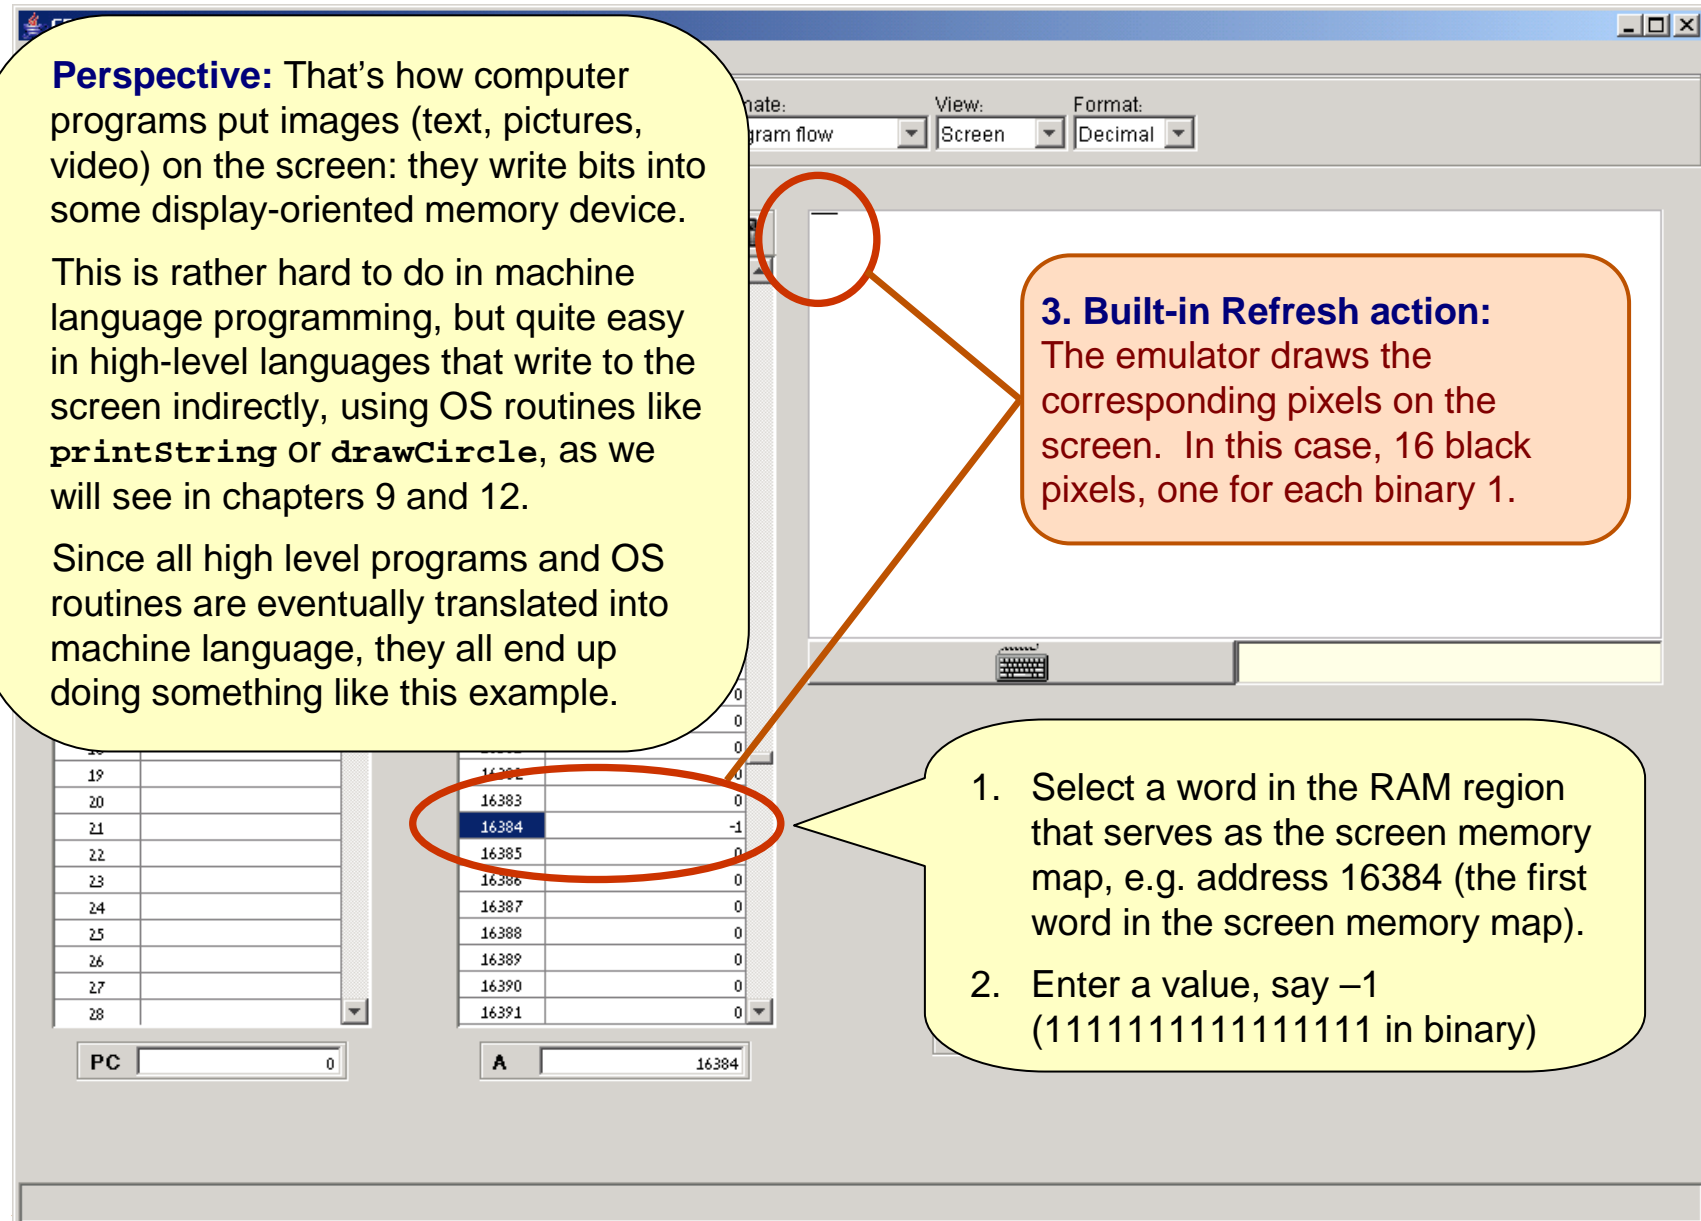 Perspective: That's how computer
programs put images (text, pictures,
video) on the screen: they write bits into
some display-oriented memory device.
This is rather hard to do in machine
language programming, but quite easy
in high-level languages that write to the
screen indirectly, using OS routines like
printString or drawCircle, as we
will see in chapters 9 and 12.
Since all high level programs and OS
routines are eventually translated into
machine language, they all end up
doing something like this example.
View: Format:
flow Screen Decimal
3. Built-in Refresh action:
The emulator draws the
corresponding pixels on the
screen. In this case, 16 black
pixels, one for each binary 1.
0
0
0
19
20
21
22
23
24
25
26
27
28
0
16383 0
16384 -1
16385 0
16386 0
16387 0
16388 0
16389 0
16390 0
16391 0
PC 0
A 16384
1. Select a word in the RAM region
that serves as the screen memory
map, e.g. address 16384 (the first
word in the screen memory map).
2. Enter a value, say –1
(1111111111111111 in binary)